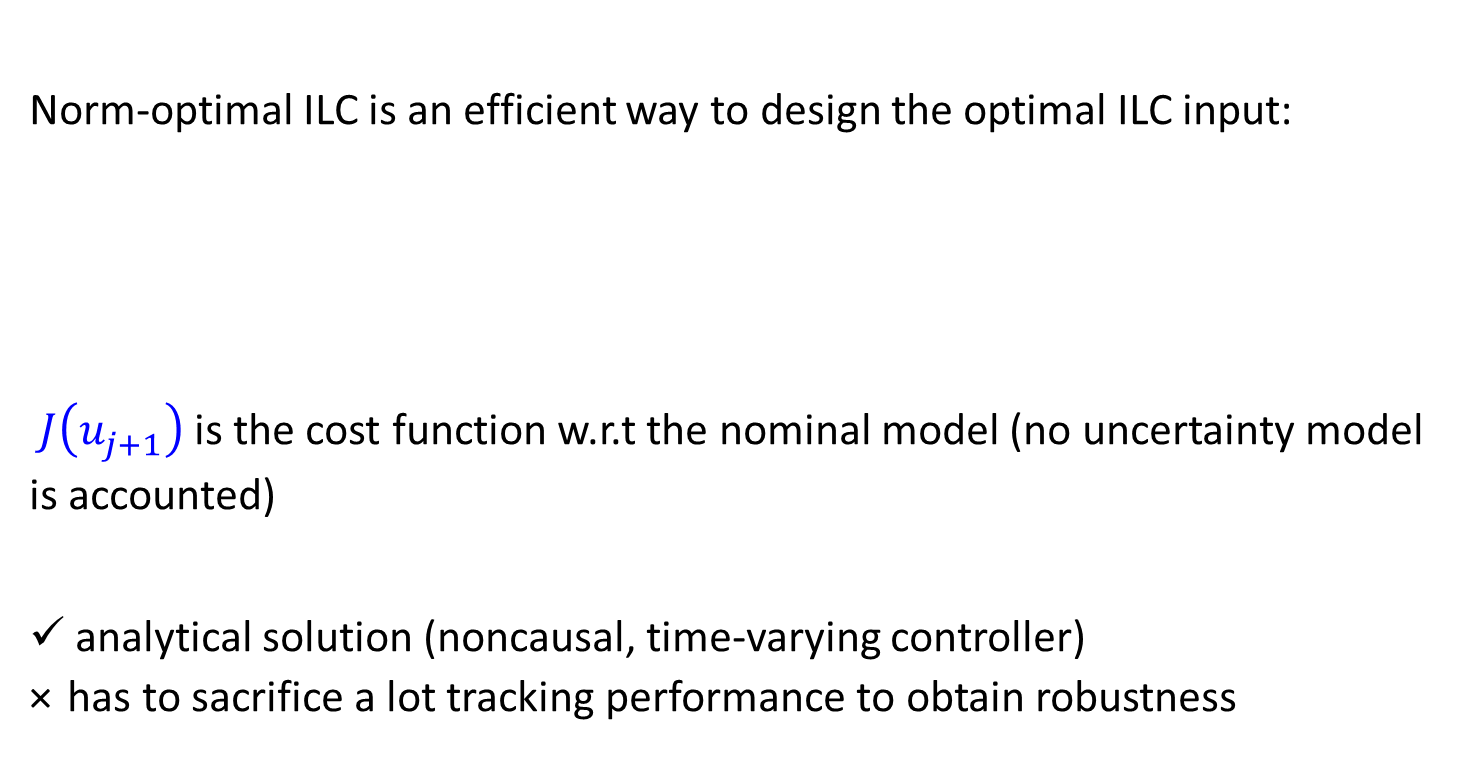 Norm-optimal ILC is an efficient way to design the optimal ILC input:
J(u_{j+1}) is the cost function w.r.t the nominal model (no uncertainty model
is accounted)
✓ analytical solution (noncausal, time-varying controller)
× has to sacrifice a lot tracking performance to obtain robustness